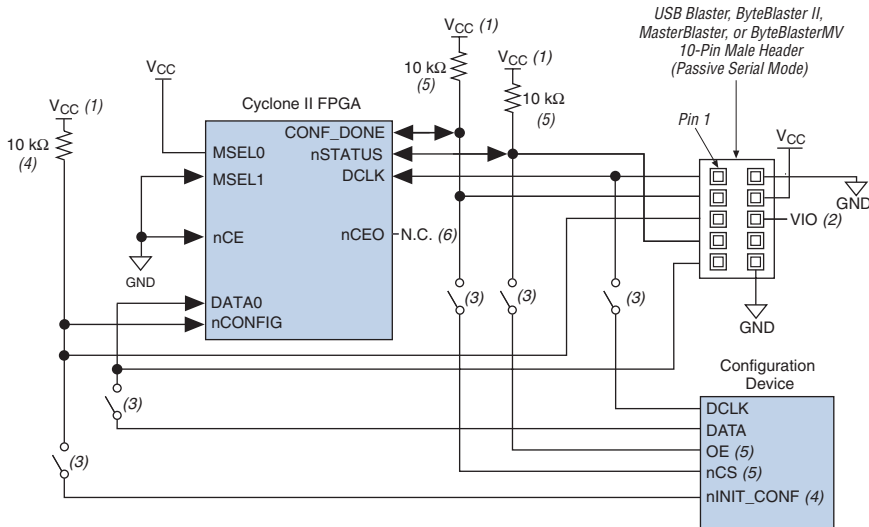 USB Blaster, ByteBlaster II,
MasterBlaster, or ByteBlasterMV
10-Pin Male Header
(Passive Serial Mode)
VCC (1)
VCC (1)
10 kΩ
(5)
10 kΩ
(5)
VCC
VCC (1)
10 kΩ
(4)
Cyclone II FPGA
Pin 1
VCC
CONF_DONE
MSEL0
nSTATUS
MSEL1
DCLK
GND
nCE
nCEO
N.C. (6)
VIO (2)
GND
DATA0
nCONFIG
(3)
(3)
(3)
GND
Configuration
Device
(3)
(3)
DCLK
DATA
OE (5)
nCS (5)
nINIT_CONF (4)